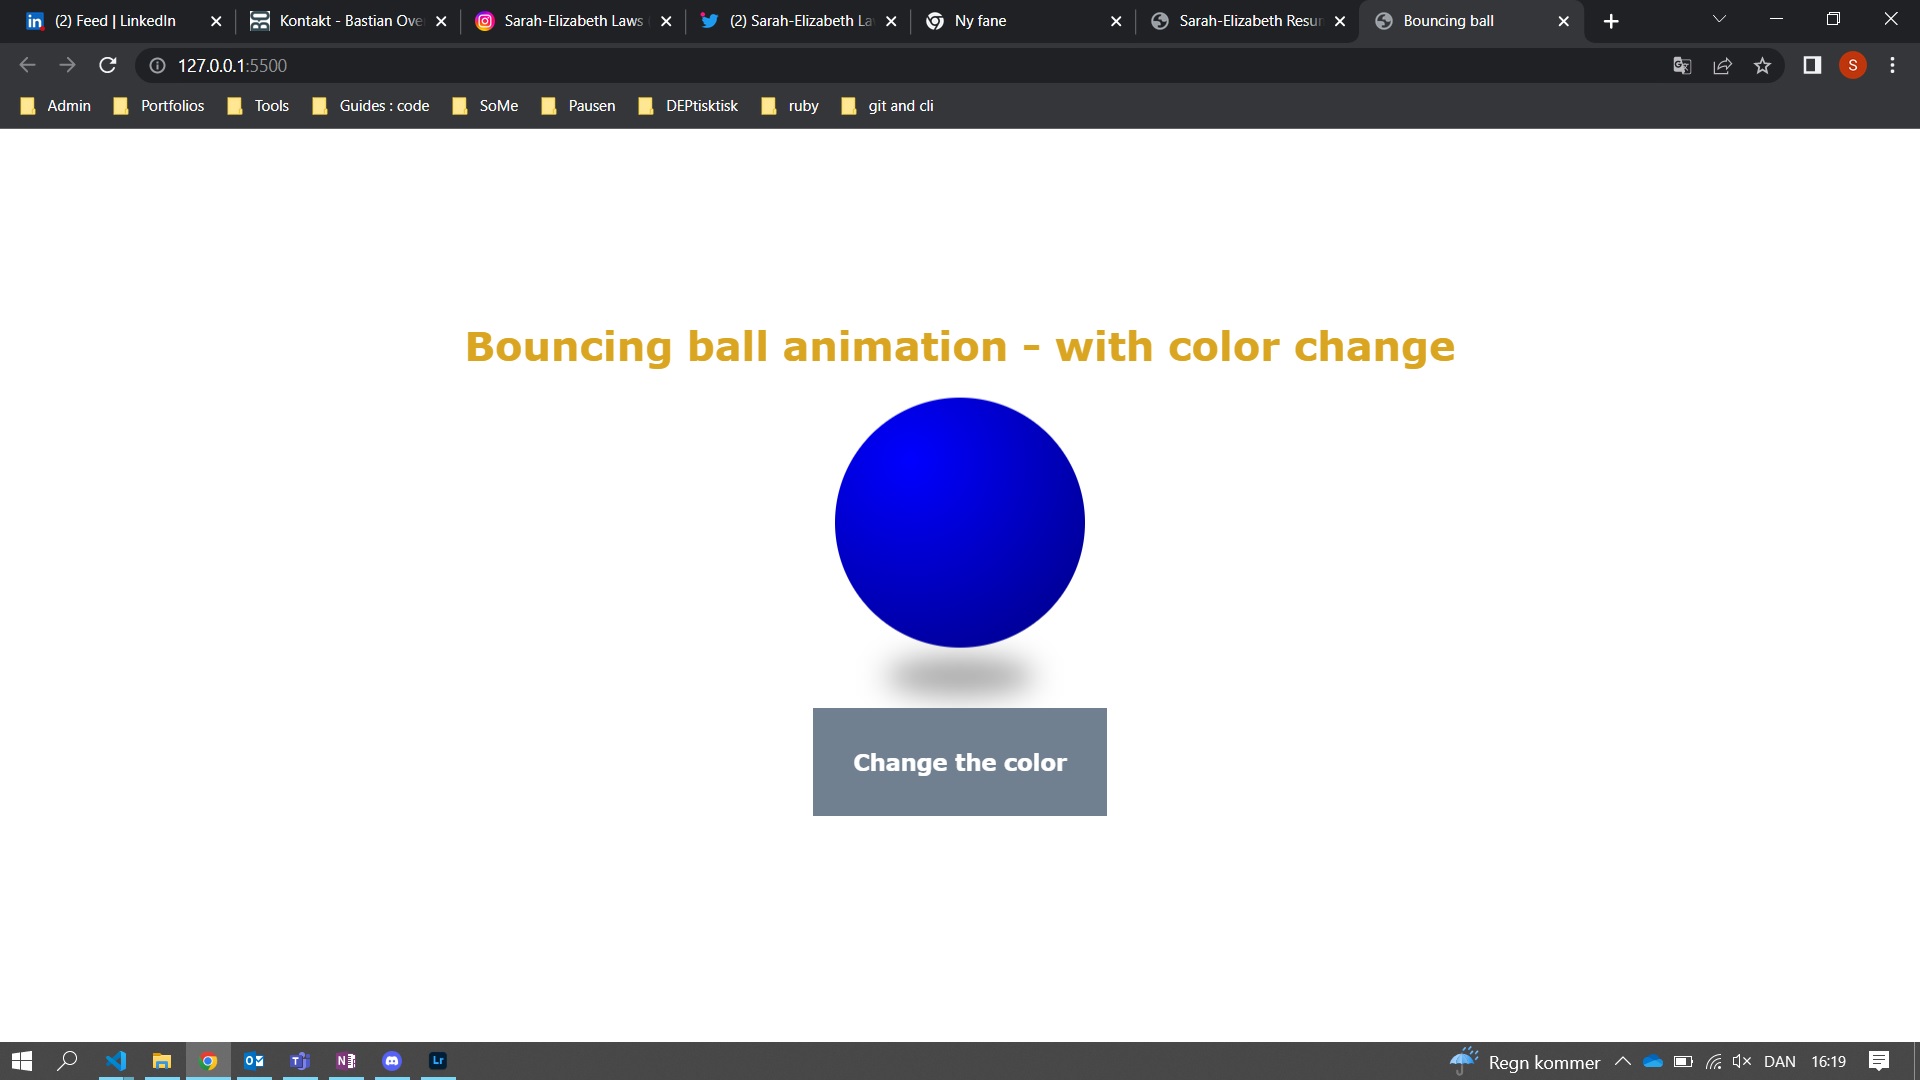 (2) Feed | LinkedIn
Kontakt - Bastian Ove
Sarah-Elizabeth Laws
(2) Sarah-Elizabeth La
Ny fane
Sarah-Elizabeth Resu
Bouncing ball
127.0.0.1:5500
S
Admin
Portfolios
Tools
Guides : code
SoMe
Pausen
DEPtisktisk
ruby
git and cli
Bouncing ball animation - with color change
Change the color
Lr
Regn kommer
DAN
16:19